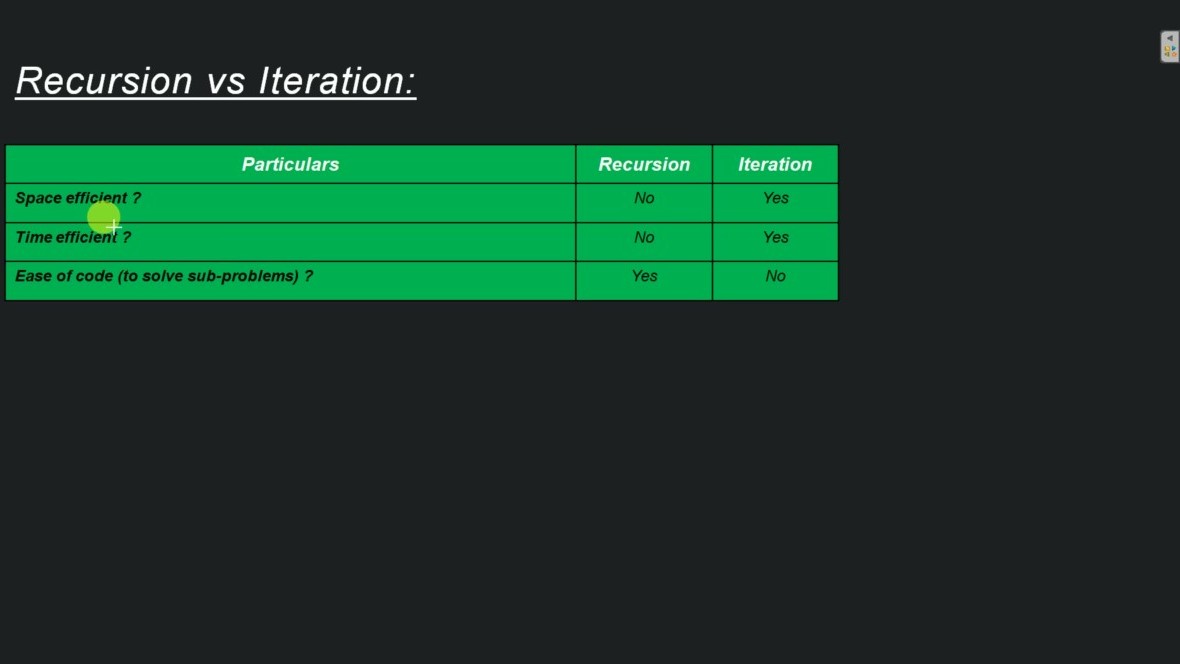 Recursion vs Iteration:
Particulars Recursion Iteration
Space efficient ? No Yes
Time efficient ? No Yes
Ease of code (to solve sub-problems) ? Yes No